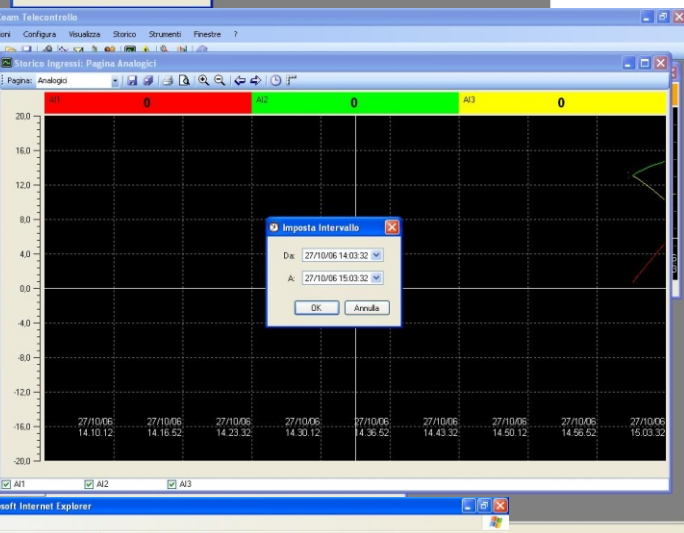 Team Telecontrollo
oni Configura Visualizza Storico Strumenti Finestre ?
Storico Ingressi: Pagina Analogici
Pagina: Analogici
AI1 0 AI2 0 AI3 0
20,0
16,0
12,0
8,0
4,0
0,0
-4,0
-8,0
-12,0
-16,0
-20,0
Imposta Intervallo
Da: 27/10/06 14:03:32
A: 27/10/06 15:03:32
OK Annulla
27/10/06 27/10/06 27/10/06 27/10/06 27/10/06 27/10/06 27/10/06 27/10/06 27/10/06
14.10.12 14.16.52 14.23.32 14.30.12 14.36.52 14.43.32 14.50.12 14.56.52 15.03.32
AI1 AI2 AI3
osoft Internet Explorer